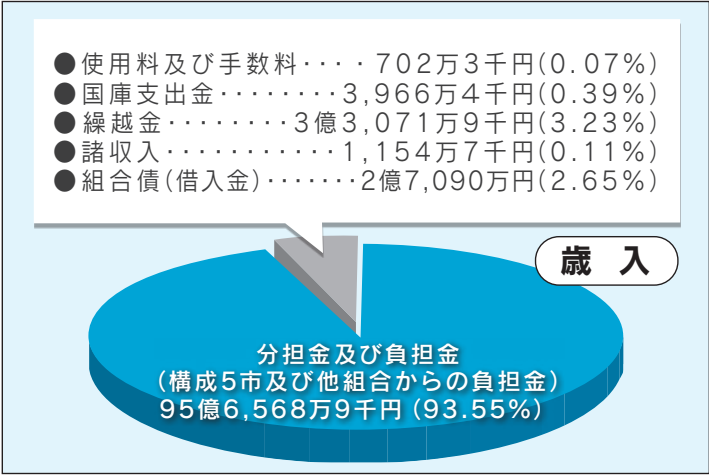 ●使用料及び手数料････702万3千円(0.07%)
●国庫支出金････････3,966万4千円(0.39%)
●繰越金････････3億3,071万9千円(3.23%)
●諸収入･･･････････1,154万7千円(0.11%)
●組合債(借入金)･･･････2億7,090万円(2.65%)
歳 入
分担金及び負担金
(構成5市及び他組合からの負担金)
95億6,568万9千円(93.55%)